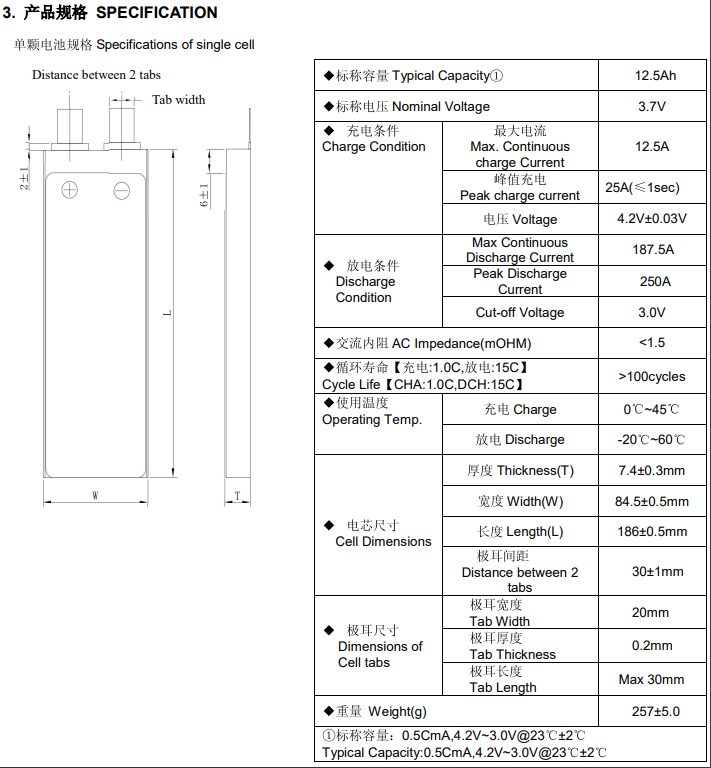 3. 产品规格 SPECIFICATION
单颗电池规格 Specifications of single cell
Distance between 2 tabs
Tab width
2±1
6±1
L
W
T
◆标称容量 Typical Capacity①
12.5Ah
◆标称电压 Nominal Voltage
3.7V
◆ 充电条件
Charge Condition
最大电流
Max. Continuous
charge Current
12.5A
峰值充电
Peak charge current
25A(≤1sec)
电压 Voltage
4.2V±0.03V
◆ 放电条件
Discharge
Condition
Max Continuous
Discharge Current
187.5A
Peak Discharge
Current
250A
Cut-off Voltage
3.0V
◆交流内阻 AC Impedance(mOHM)
<1.5
◆循环寿命【充电:1.0C,放电:15C】
Cycle Life【CHA:1.0C,DCH:15C】
>100cycles
◆使用温度
Operating Temp.
充电 Charge
0℃~45℃
放电 Discharge
-20℃~60℃
◆ 电芯尺寸
Cell Dimensions
厚度 Thickness(T)
7.4±0.3mm
宽度 Width(W)
84.5±0.5mm
长度 Length(L)
186±0.5mm
极耳间距
Distance between 2
tabs
30±1mm
◆ 极耳尺寸
Dimensions of
Cell tabs
极耳宽度
Tab Width
20mm
极耳厚度
Tab Thickness
0.2mm
极耳长度
Tab Length
Max 30mm
◆重量 Weight(g)
257±5.0
①标称容量：0.5CmA,4.2V~3.0V@23℃±2℃
Typical Capacity:0.5CmA,4.2V~3.0V@23℃±2℃